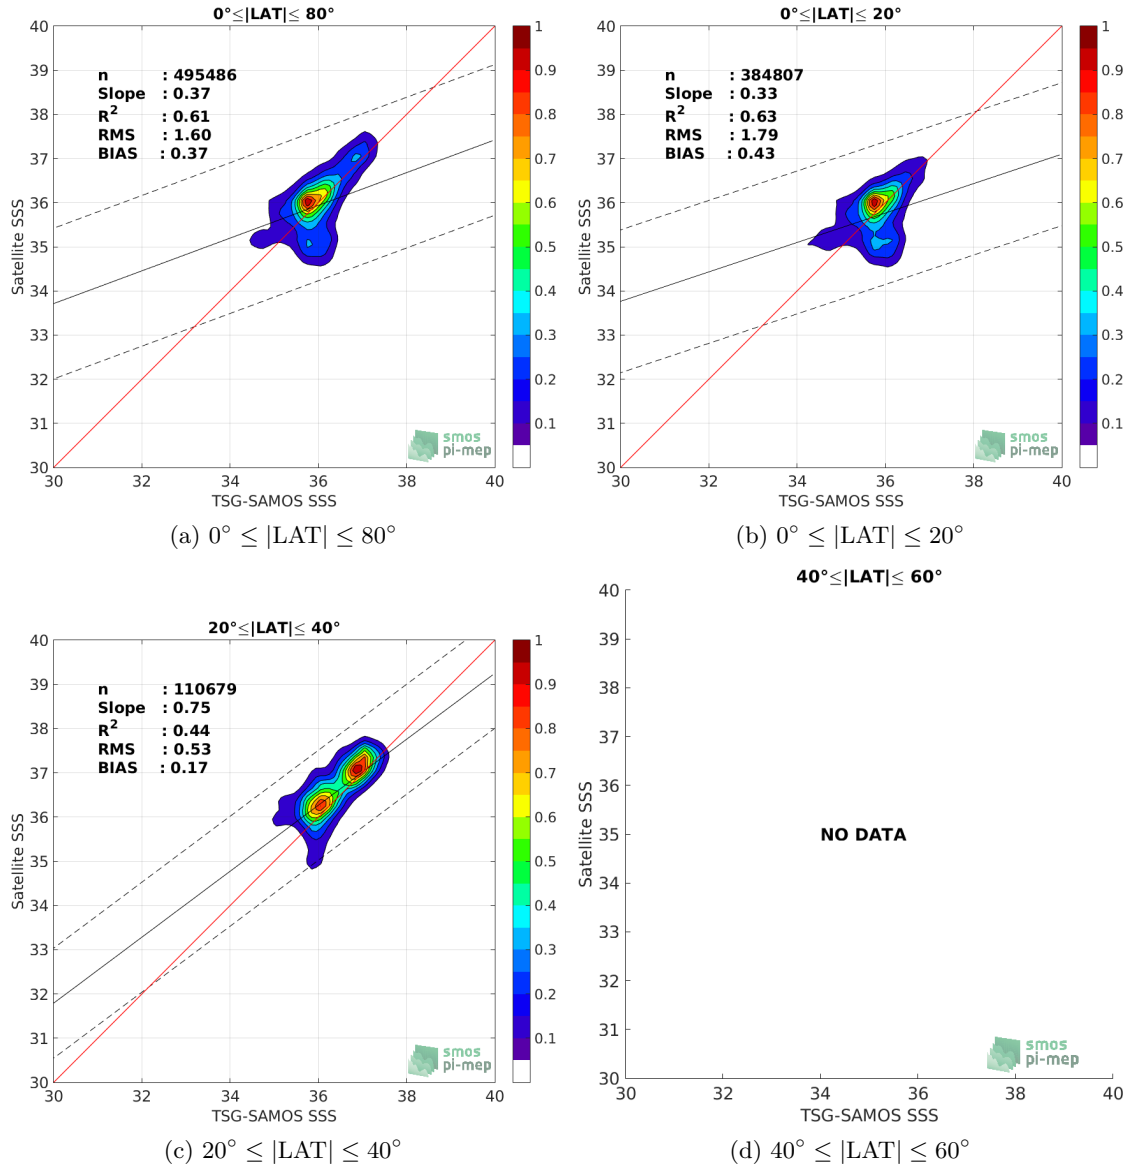 0°≤|LAT|≤ 80°
40
39
38
37
36
35
34
33
32
31
30
30 32 34 36 38 40
Satellite SSS
TSG-SAMOS SSS
n : 495486
Slope : 0.37
R² : 0.61
RMS : 1.60
BIAS : 0.37
smos
pi-mep
1
0.9
0.8
0.7
0.6
0.5
0.4
0.3
0.2
0.1
(a) 0° ≤ |LAT| ≤ 80°
0°≤|LAT|≤ 20°
40
39
38
37
36
35
34
33
32
31
30
30 32 34 36 38 40
Satellite SSS
TSG-SAMOS SSS
n : 384807
Slope : 0.33
R² : 0.63
RMS : 1.79
BIAS : 0.43
smos
pi-mep
1
0.9
0.8
0.7
0.6
0.5
0.4
0.3
0.2
0.1
(b) 0° ≤ |LAT| ≤ 20°
20°≤|LAT|≤ 40°
40
39
38
37
36
35
34
33
32
31
30
30 32 34 36 38 40
Satellite SSS
TSG-SAMOS SSS
n : 110679
Slope : 0.75
R² : 0.44
RMS : 0.53
BIAS : 0.17
smos
pi-mep
1
0.9
0.8
0.7
0.6
0.5
0.4
0.3
0.2
0.1
(c) 20° ≤ |LAT| ≤ 40°
40°≤|LAT|≤ 60°
40
39
38
37
36
35
34
33
32
31
30
30 32 34 36 38 40
Satellite SSS
TSG-SAMOS SSS
NO DATA
smos
pi-mep
(d) 40° ≤ |LAT| ≤ 60°